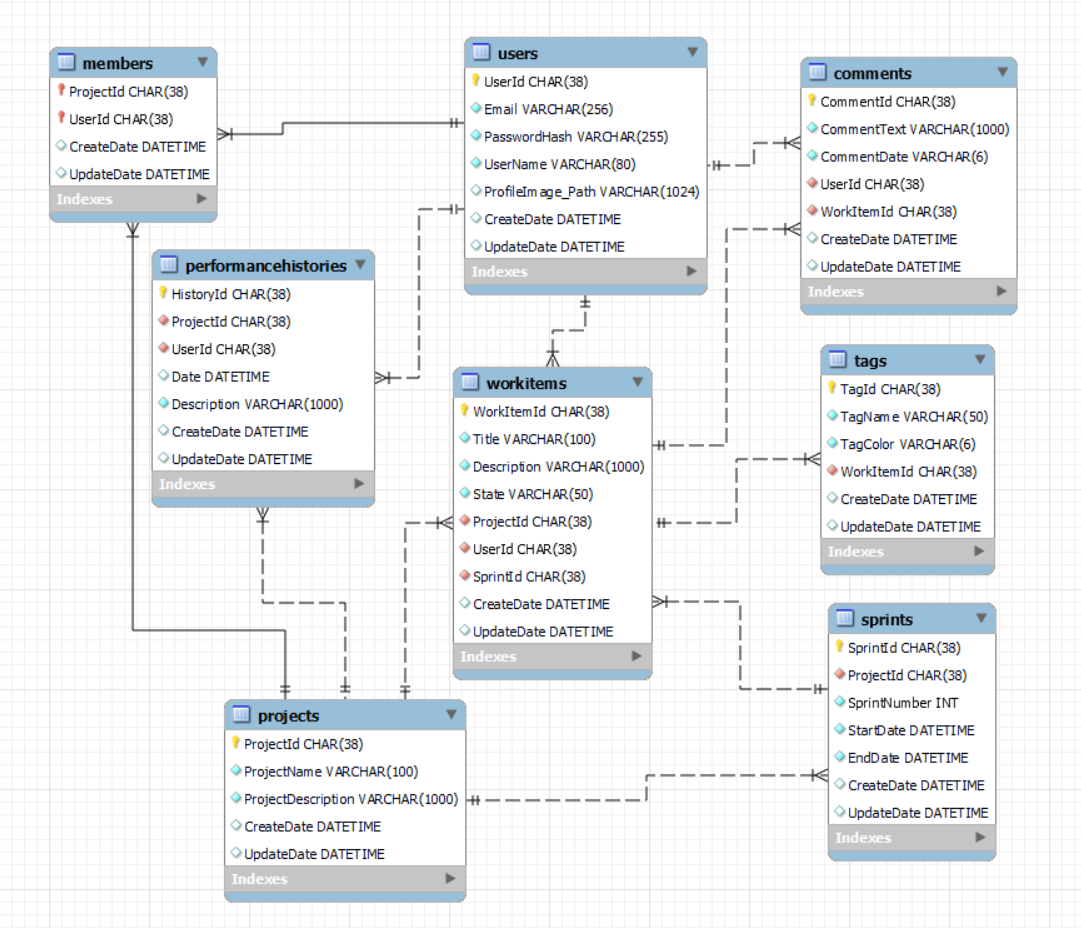 members
ProjectId CHAR(38)
UserId CHAR(38)
CreateDate DATETIME
UpdateDate DATETIME
Indexes
users
UserId CHAR(38)
Email VARCHAR(256)
PasswordHash VARCHAR(255)
UserName VARCHAR(80)
ProfileImage_Path VARCHAR(1024)
CreateDate DATETIME
UpdateDate DATETIME
Indexes
comments
CommentId CHAR(38)
CommentText VARCHAR(1000)
CommentDate VARCHAR(6)
UserId CHAR(38)
WorkItemId CHAR(38)
CreateDate DATETIME
UpdateDate DATETIME
Indexes
performancehistories
HistoryId CHAR(38)
ProjectId CHAR(38)
UserId CHAR(38)
Date DATETIME
Description VARCHAR(1000)
CreateDate DATETIME
UpdateDate DATETIME
Indexes
workitems
WorkItemId CHAR(38)
Title VARCHAR(100)
Description VARCHAR(1000)
State VARCHAR(50)
ProjectId CHAR(38)
UserId CHAR(38)
SprintId CHAR(38)
CreateDate DATETIME
UpdateDate DATETIME
Indexes
tags
TagId CHAR(38)
TagName VARCHAR(50)
TagColor VARCHAR(6)
WorkItemId CHAR(38)
CreateDate DATETIME
UpdateDate DATETIME
Indexes
sprints
SprintId CHAR(38)
ProjectId CHAR(38)
SprintNumber INT
StartDate DATETIME
EndDate DATETIME
CreateDate DATETIME
UpdateDate DATETIME
Indexes
projects
ProjectId CHAR(38)
ProjectName VARCHAR(100)
ProjectDescription VARCHAR(1000)
CreateDate DATETIME
UpdateDate DATETIME
Indexes